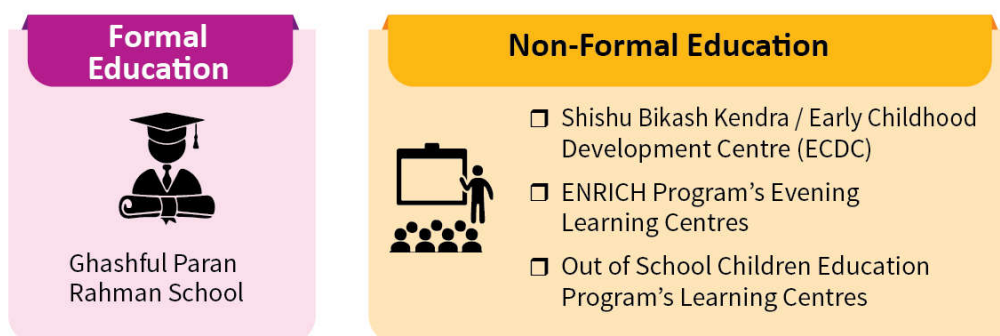 Formal
Education
Ghashful Paran
Rahman School
Non-Formal Education
❒ Shishu Bikash Kendra / Early Childhood
Development Centre (ECDC)
❒ ENRICH Program’s Evening
Learning Centres
❒ Out of School Children Education
Program’s Learning Centres